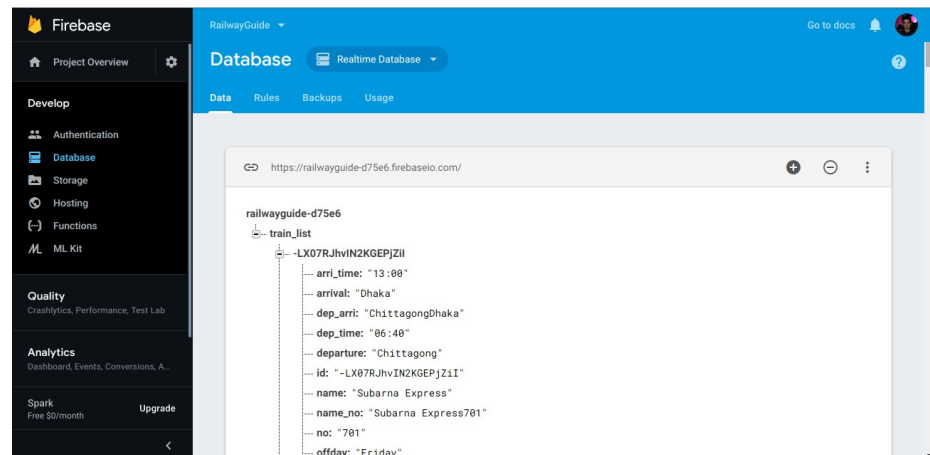 Firebase
Project Overview
Develop
Authentication
Database
Storage
Hosting
Functions
ML Kit
Quality
Crashlytics, Performance, Test Lab
Analytics
Dashboard, Events, Conversions, A...
Spark
Free $0/month
Upgrade
RailwayGuide
Go to docs
Database
Realtime Database
Data Rules Backups Usage
https://railwayguide-d75e6.firebaseio.com/
railwayguide-d75e6
train_list
-LX07RJhvIN2KGEPjZiI
arri_time: "13:00"
arrival: "Dhaka"
dep_arri: "ChittagongDhaka"
dep_time: "06:40"
departure: "Chittagong"
id: "-LX07RJhvIN2KGEPjZiI"
name: "Subarna Express"
name_no: "Subarna Express701"
no: "701"
offday: "Friday"